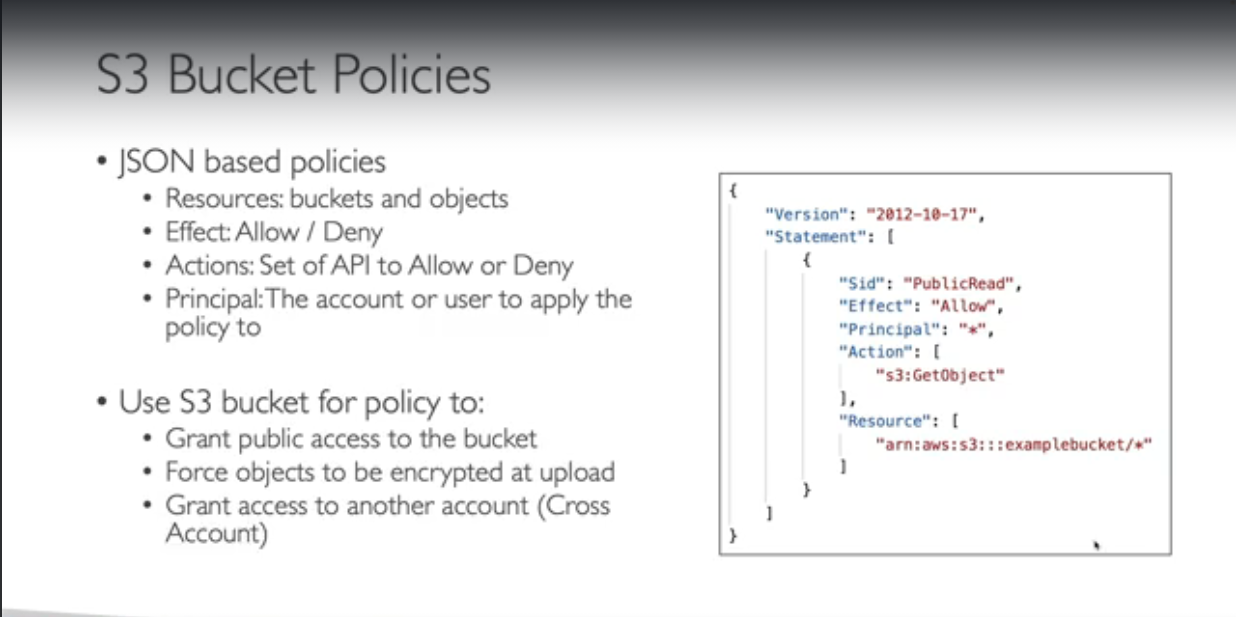 S3 Bucket Policies
• JSON based policies
• Resources: buckets and objects
• Effect: Allow / Deny
• Actions: Set of API to Allow or Deny
• Principal: The account or user to apply the
policy to
• Use S3 bucket for policy to:
• Grant public access to the bucket
• Force objects to be encrypted at upload
• Grant access to another account (Cross
Account)
{
"Version": "2012-10-17",
"Statement": [
{
"Sid": "PublicRead",
"Effect": "Allow",
"Principal": "*",
"Action": [
"s3:GetObject"
],
"Resource": [
"arn:aws:s3:::examplebucket/*"
]
}
]
}